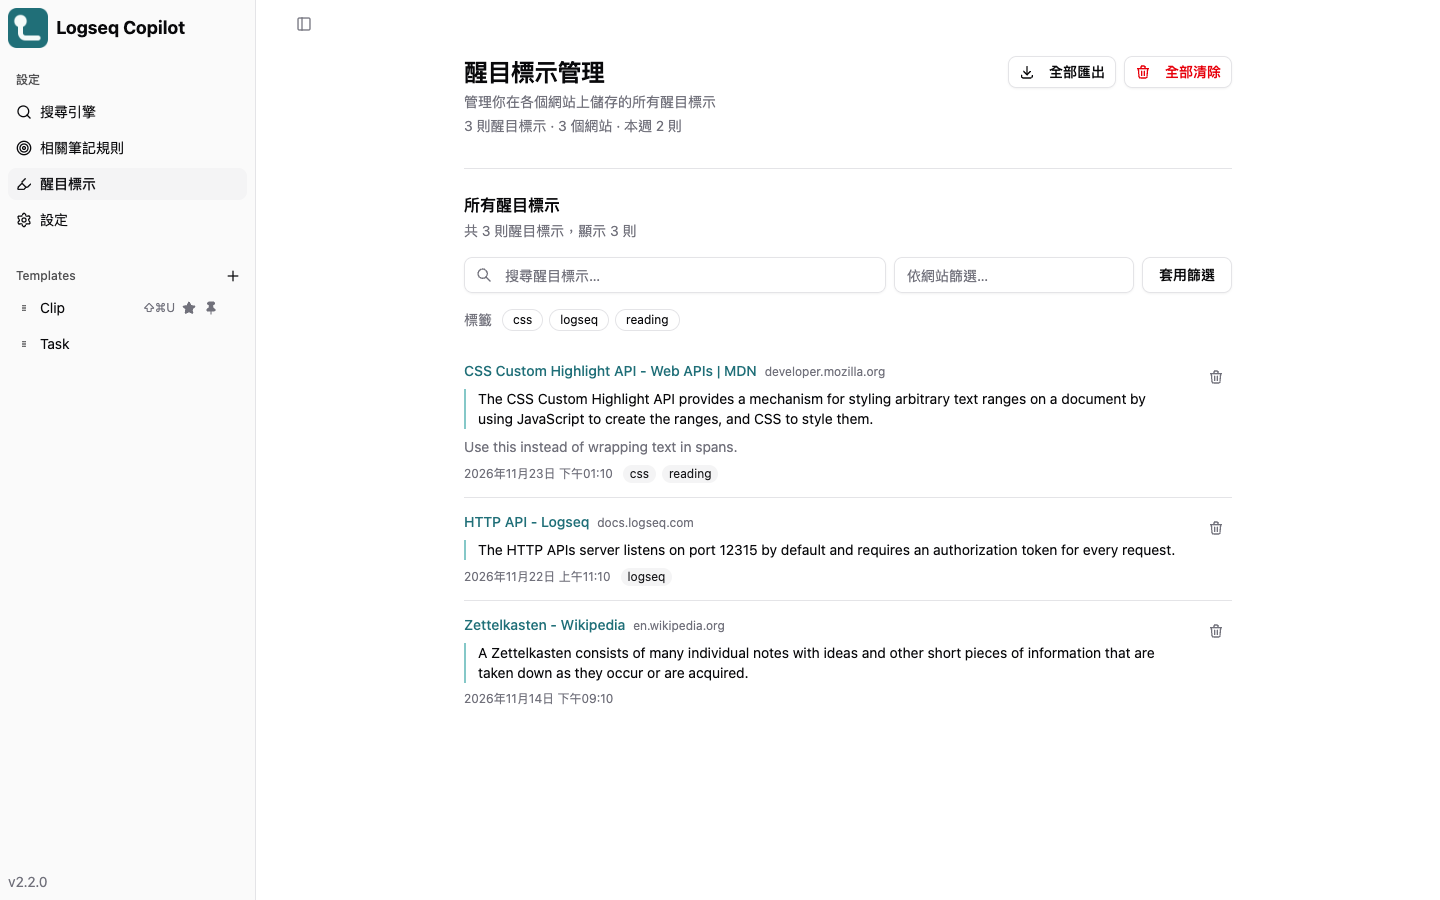 Logseq Copilot
設定
搜尋引擎
相關筆記規則
醒目標示
設定
Templates
Clip ⇧⌘U
Task
v2.2.0
醒目標示管理
全部匯出
全部清除
管理你在各個網站上儲存的所有醒目標示
3 則醒目標示 · 3 個網站 · 本週 2 則
所有醒目標示
共 3 則醒目標示，顯示 3 則
搜尋醒目標示...
依網站篩選...
套用篩選
標籤 css logseq reading
CSS Custom Highlight API - Web APIs | MDN developer.mozilla.org
The CSS Custom Highlight API provides a mechanism for styling arbitrary text ranges on a document by
using JavaScript to create the ranges, and CSS to style them.
Use this instead of wrapping text in spans.
2026年11月23日 下午01:10 css reading
HTTP API - Logseq docs.logseq.com
The HTTP APIs server listens on port 12315 by default and requires an authorization token for every request.
2026年11月22日 上午11:10 logseq
Zettelkasten - Wikipedia en.wikipedia.org
A Zettelkasten consists of many individual notes with ideas and other short pieces of information that are
taken down as they occur or are acquired.
2026年11月14日 下午09:10